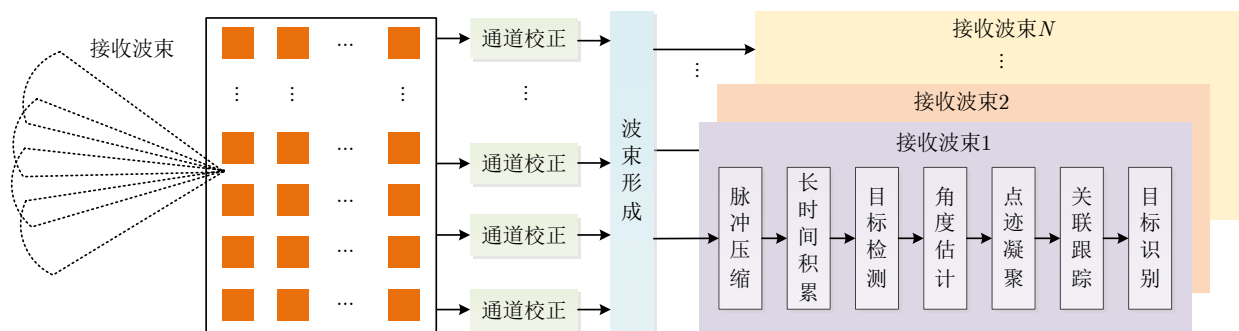 接收波束
...
...
...
...
...
...
...
...
通道校正
...
通道校正
通道校正
通道校正
波束形成
...
接收波束N
...
接收波束2
接收波束1
脉冲压缩
长时间积累
目标检测
角度估计
点迹凝聚
关联跟踪
目标识别